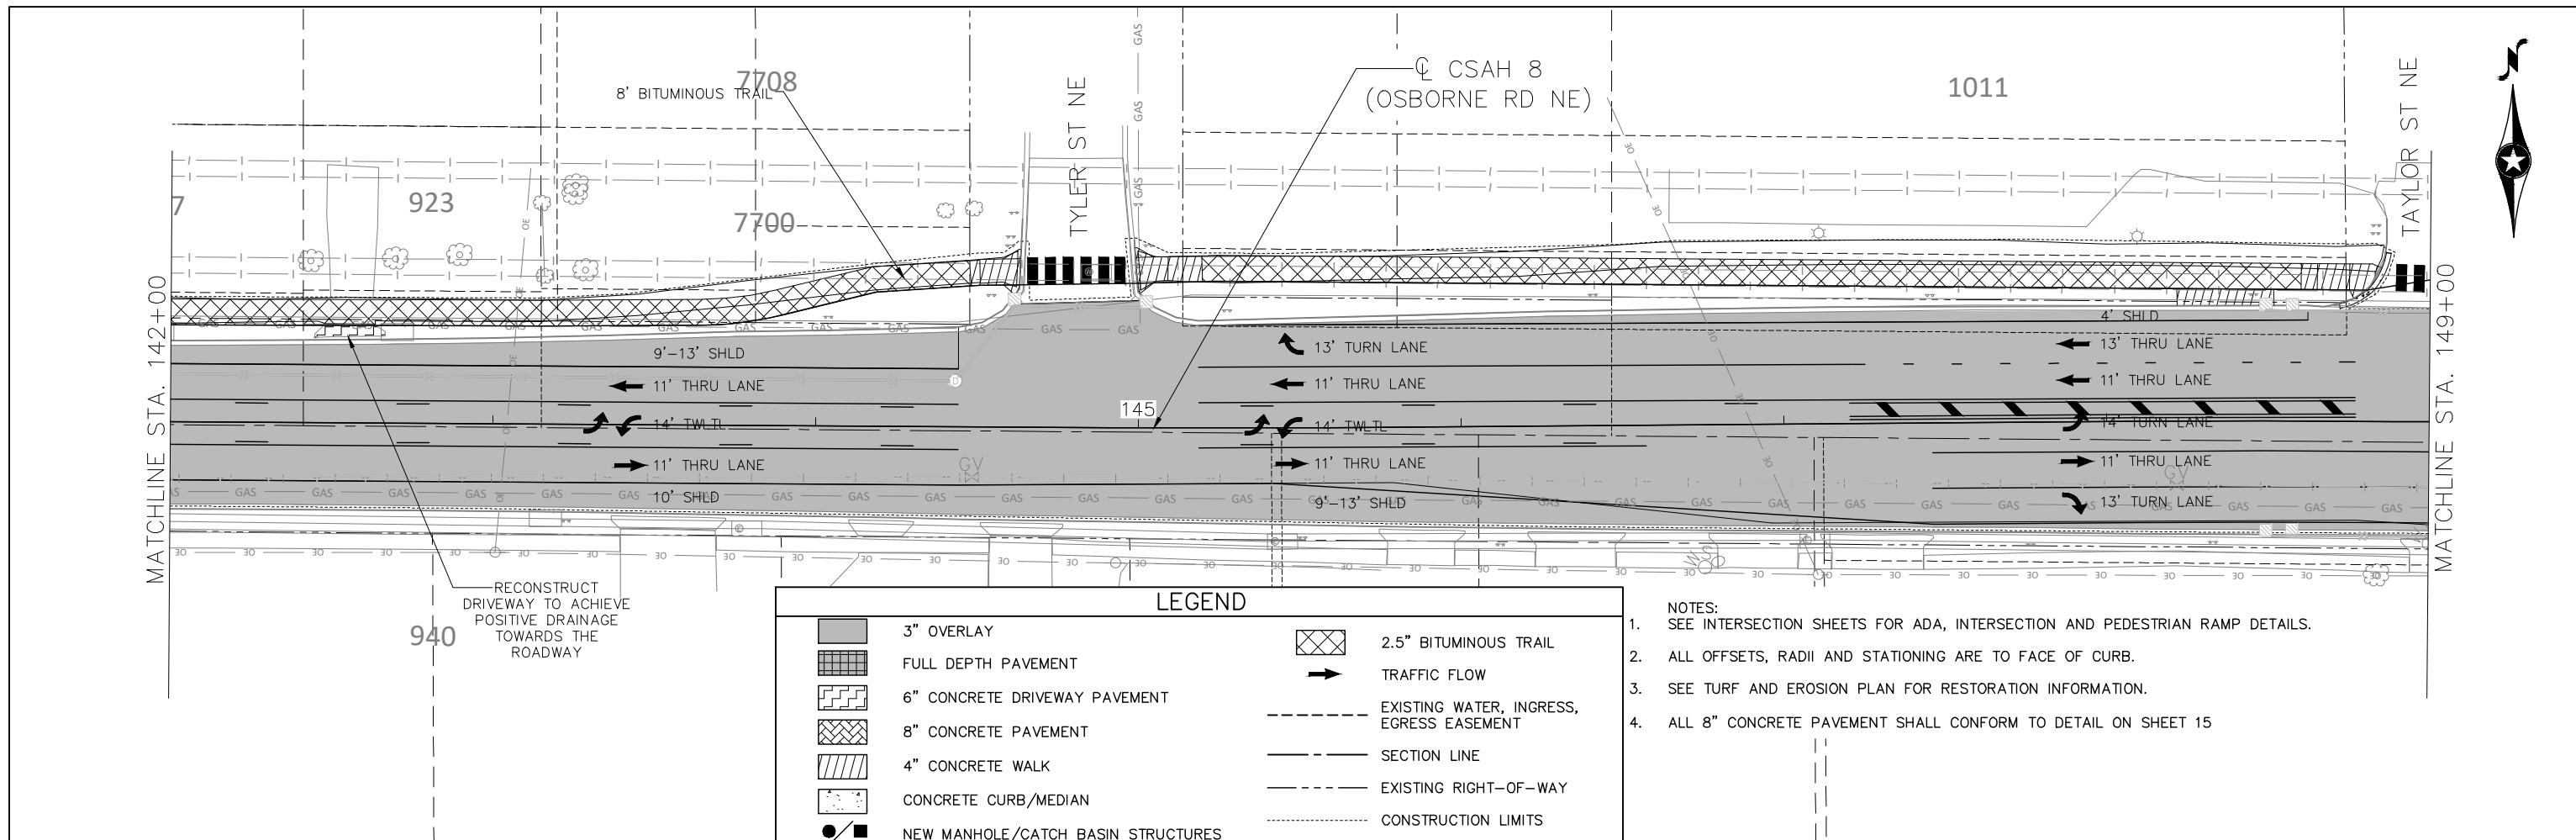 7708
8' BITUMINOUS TRAIL
℄ CSAH 8
(OSBORNE RD NE)
1011
TYLER ST NE
TAYLOR ST NE
N
7
923
7700
GAS
OE
MATCHLINE STA. 142+00
MATCHLINE STA. 149+00
9'-13' SHLD
11' THRU LANE
14' TWLTL
11' THRU LANE
10' SHLD
145
GV
13' TURN LANE
11' THRU LANE
14' TWLTL
11' THRU LANE
9'-13' SHLD
4' SHLD
13' THRU LANE
11' THRU LANE
14' TURN LANE
11' THRU LANE
GV
13' TURN LANE
RECONSTRUCT
DRIVEWAY TO ACHIEVE
POSITIVE DRAINAGE
TOWARDS THE
ROADWAY
940
LEGEND
3" OVERLAY
FULL DEPTH PAVEMENT
6" CONCRETE DRIVEWAY PAVEMENT
8" CONCRETE PAVEMENT
4" CONCRETE WALK
CONCRETE CURB/MEDIAN
NEW MANHOLE/CATCH BASIN STRUCTURES
2.5" BITUMINOUS TRAIL
TRAFFIC FLOW
EXISTING WATER, INGRESS,
EGRESS EASEMENT
SECTION LINE
EXISTING RIGHT-OF-WAY
CONSTRUCTION LIMITS
NOTES:
1. SEE INTERSECTION SHEETS FOR ADA, INTERSECTION AND PEDESTRIAN RAMP DETAILS.
2. ALL OFFSETS, RADII AND STATIONING ARE TO FACE OF CURB.
3. SEE TURF AND EROSION PLAN FOR RESTORATION INFORMATION.
4. ALL 8" CONCRETE PAVEMENT SHALL CONFORM TO DETAIL ON SHEET 15